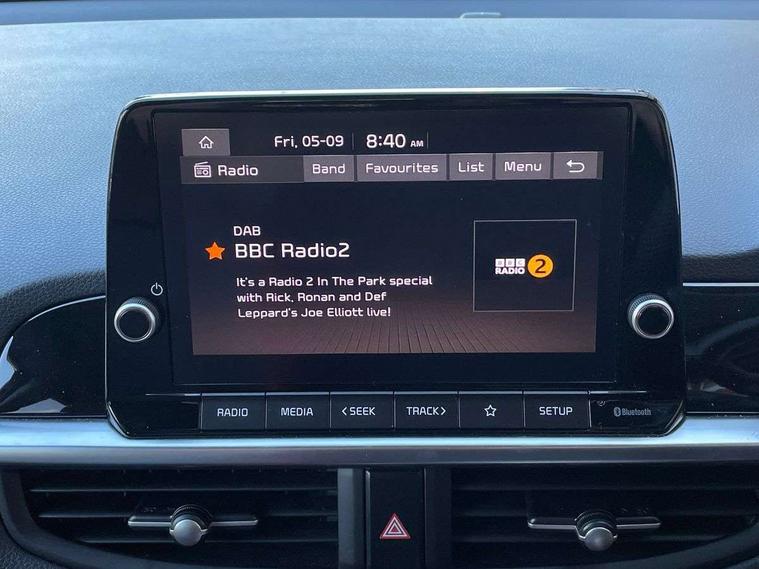 Fri, 05-09 8:40 AM
Radio Band Favourites List Menu
DAB
BBC Radio2
BBC
RADIO 2
It's a Radio 2 In The Park special
with Rick, Ronan and Def
Leppard's Joe Elliott live!
RADIO MEDIA <SEEK TRACK> SETUP Bluetooth